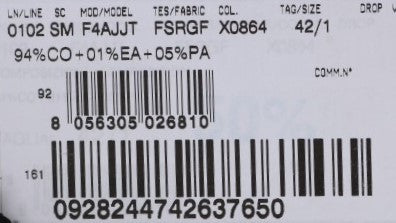 LN/LINE SC MOD/MODEL TES/FABRIC COL. TAG/SIZE DROP
0102 SM F4AJJT FSRGF X0864 42/1
94%CO+01%EA+05%PA
COMM.N°
92
8 056305 026810
161
0928244742637650